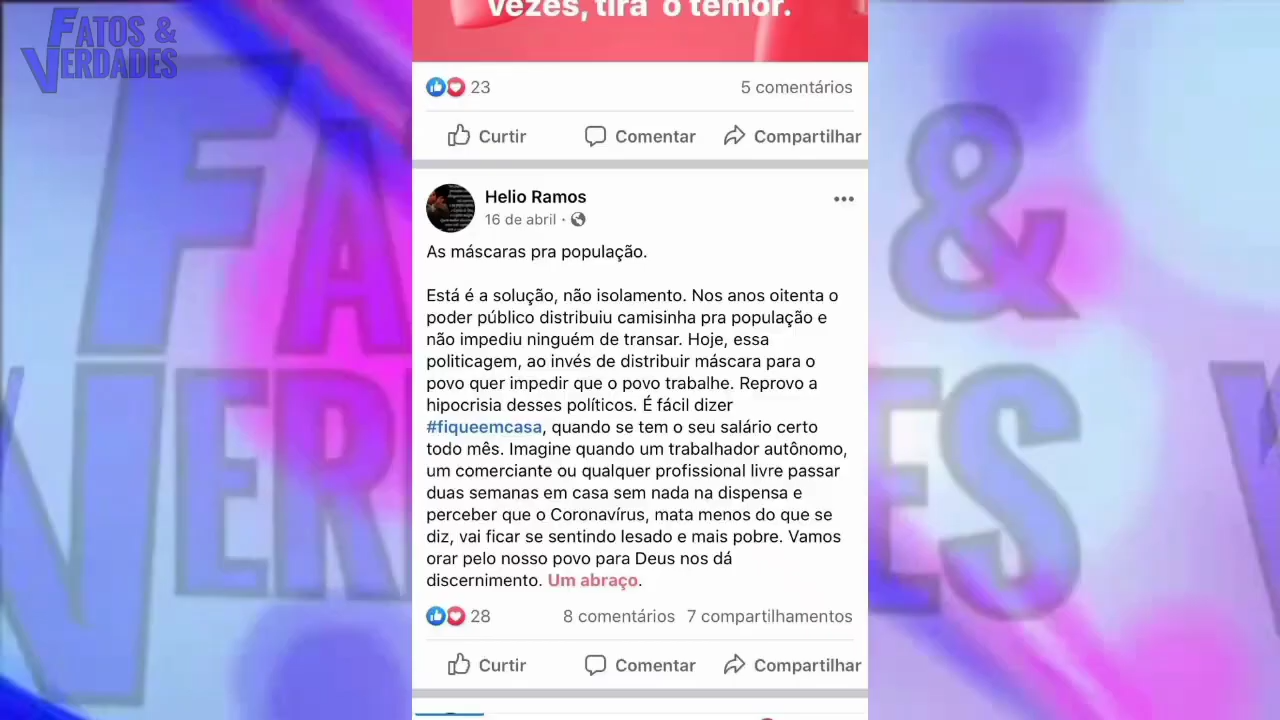 FATOS &
VERDADES
vezes, tira o temor.
23 5 comentários
Curtir Comentar Compartilhar
Helio Ramos
16 de abril ·
As máscaras pra população.
Está é a solução, não isolamento. Nos anos oitenta o
poder público distribuiu camisinha pra população e
não impediu ninguém de transar. Hoje, essa
politicagem, ao invés de distribuir máscara para o
povo quer impedir que o povo trabalhe. Reprovo a
hipocrisia desses políticos. É fácil dizer
#fiqueemcasa, quando se tem o seu salário certo
todo mês. Imagine quando um trabalhador autônomo,
um comerciante ou qualquer profissional livre passar
duas semanas em casa sem nada na dispensa e
perceber que o Coronavírus, mata menos do que se
diz, vai ficar se sentindo lesado e mais pobre. Vamos
orar pelo nosso povo para Deus nos dá
discernimento. Um abraço.
28 8 comentários 7 compartilhamentos
Curtir Comentar Compartilhar